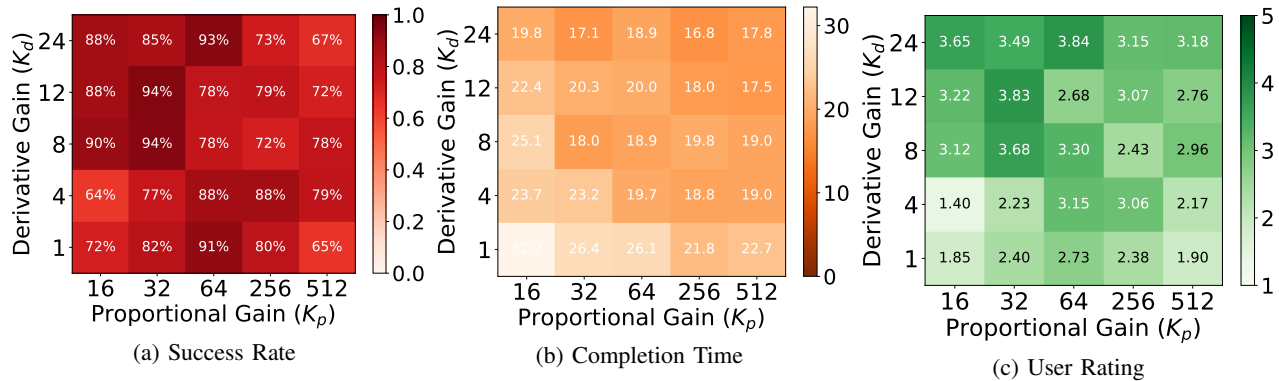 Derivative Gain (K_d)
24 88% 85% 93% 73% 67%
12 88% 94% 78% 79% 72%
8 90% 94% 78% 72% 78%
4 64% 77% 88% 88% 79%
1 72% 82% 91% 80% 65%
16 32 64 256 512
Proportional Gain (K_p)
1.0
0.8
0.6
0.4
0.2
0.0
(a) Success Rate
Derivative Gain (K_d)
24 19.8 17.1 18.9 16.8 17.8
12 22.4 20.3 20.0 18.0 17.5
8 25.1 18.0 18.9 19.8 19.0
4 23.7 23.2 19.7 18.8 19.0
1 32.2 26.4 26.1 21.8 22.7
16 32 64 256 512
Proportional Gain (K_p)
30
20
10
0
(b) Completion Time
Derivative Gain (K_d)
24 3.65 3.49 3.84 3.15 3.18
12 3.22 3.83 2.68 3.07 2.76
8 3.12 3.68 3.30 2.43 2.96
4 1.40 2.23 3.15 3.06 2.17
1 1.85 2.40 2.73 2.38 1.90
16 32 64 256 512
Proportional Gain (K_p)
5
4
3
2
1
(c) User Rating